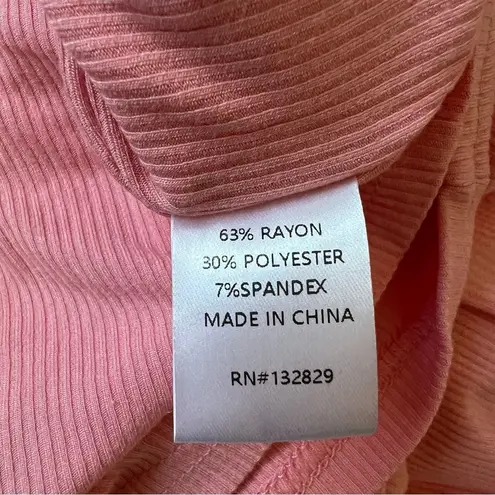 63% RAYON
30% POLYESTER
7%SPANDEX
MADE IN CHINA
RN#132829